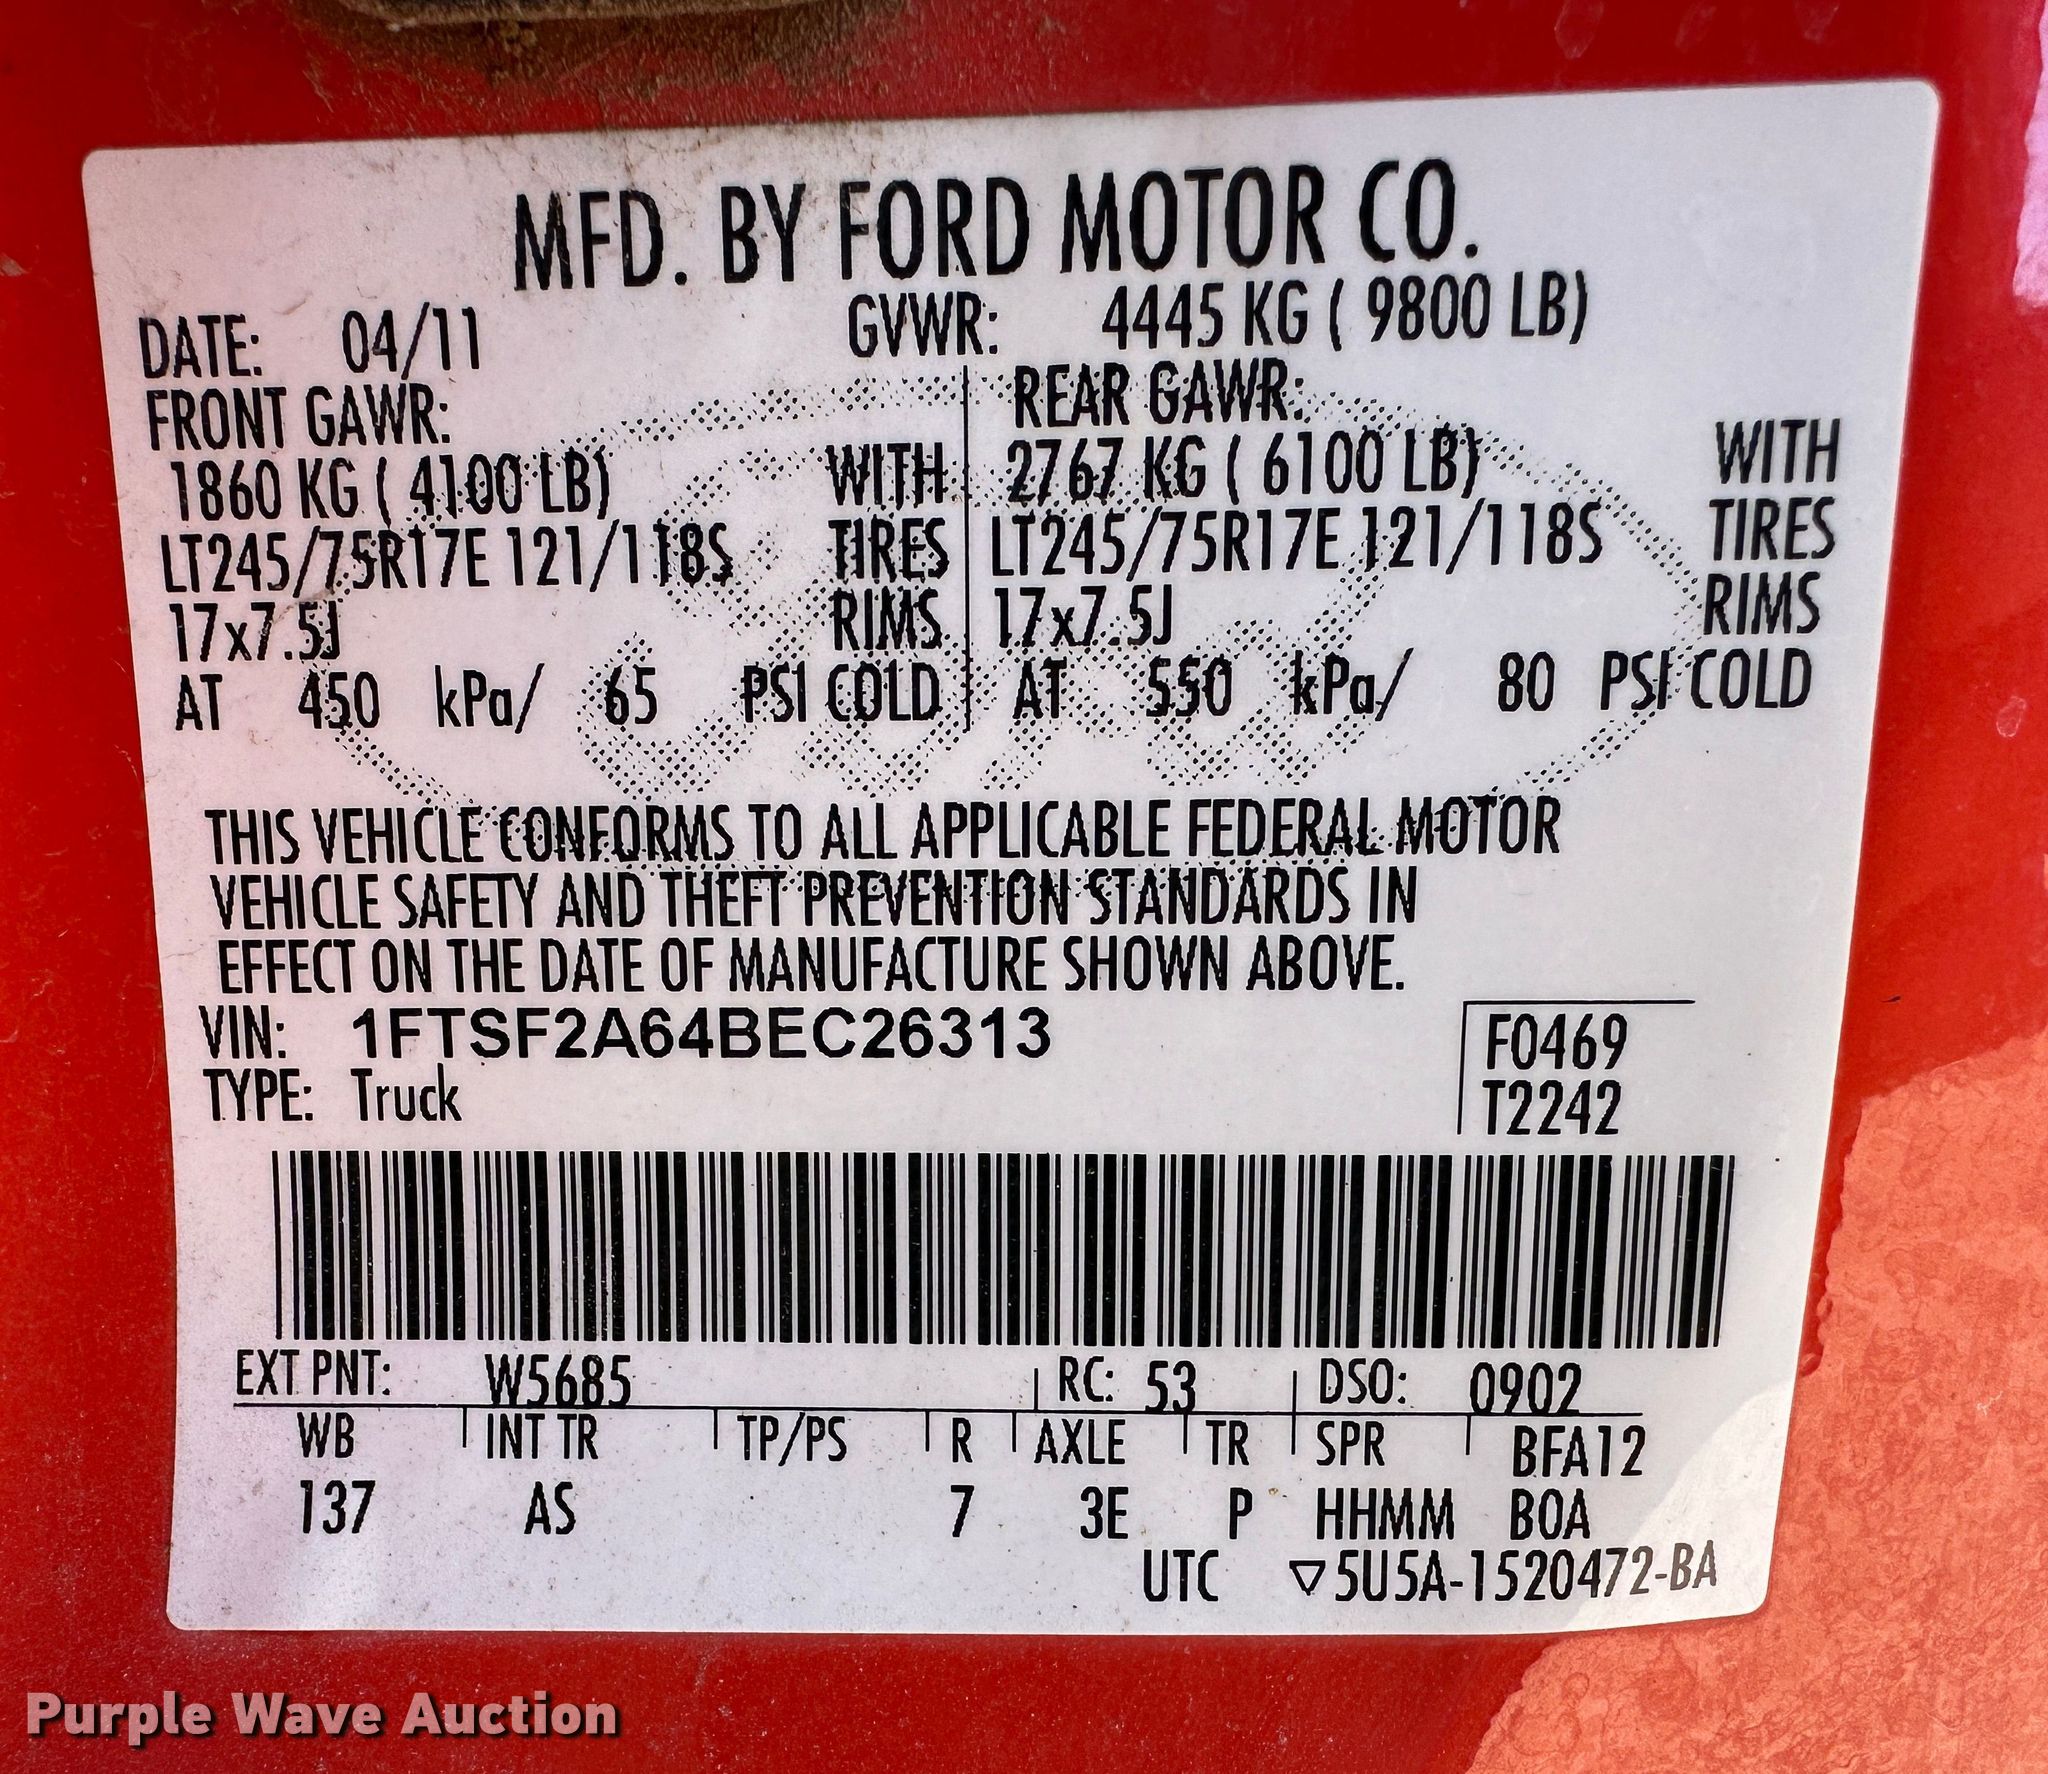 MFD. BY FORD MOTOR CO.
DATE: 04/11 GVWR: 4445 KG ( 9800 LB)
FRONT GAWR: REAR GAWR:
1860 KG ( 4100 LB) WITH 2767 KG ( 6100 LB) WITH
LT245/75R17E 121/118S TIRES LT245/75R17E 121/118S TIRES
17x7.5J RIMS 17x7.5J RIMS
AT 450 kPa/ 65 PSI COLD AT 550 kPa/ 80 PSI COLD
THIS VEHICLE CONFORMS TO ALL APPLICABLE FEDERAL MOTOR
VEHICLE SAFETY AND THEFT PREVENTION STANDARDS IN
EFFECT ON THE DATE OF MANUFACTURE SHOWN ABOVE.
VIN: 1FTSF2A64BEC26313 F0469
TYPE: Truck T2242
EXT PNT: W5685 RC: 53 DSO: 0902
WB INT TR TP/PS R AXLE TR SPR BFA12
137 AS 7 3E P HHMM BOA
UTC ▽5U5A-1520472-BA
Purple Wave Auction